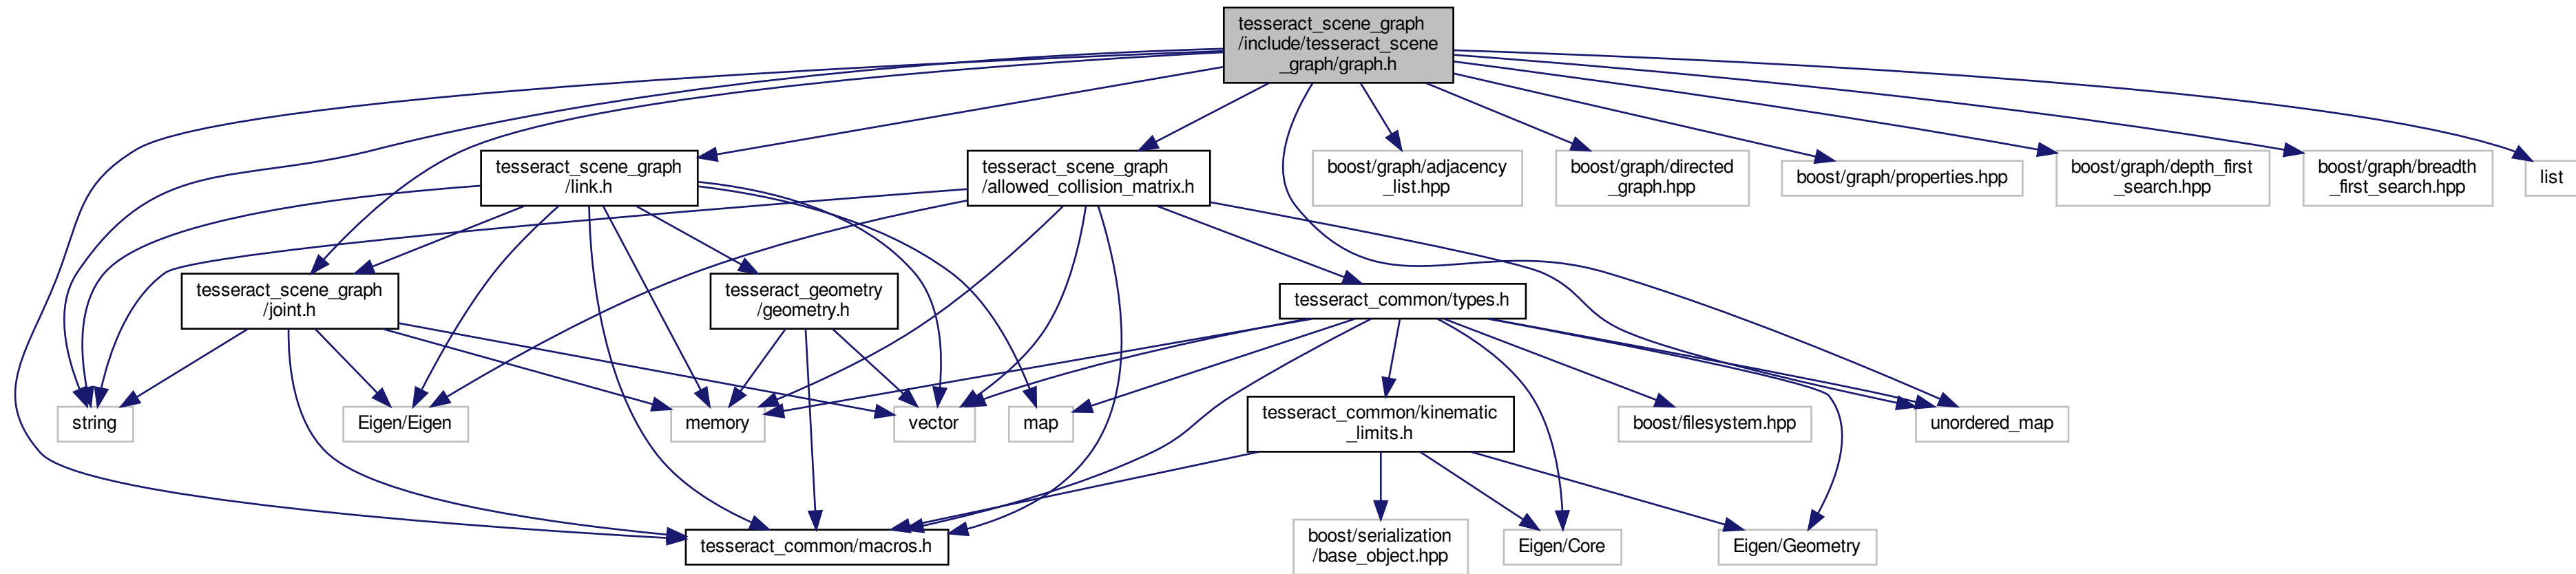 tesseract_scene_graph
/include/tesseract_scene
_graph/graph.h
tesseract_scene_graph
/link.h
tesseract_scene_graph
/allowed_collision_matrix.h
boost/graph/adjacency
_list.hpp
boost/graph/directed
_graph.hpp
boost/graph/properties.hpp
boost/graph/depth_first
_search.hpp
boost/graph/breadth
_first_search.hpp
list
tesseract_scene_graph
/joint.h
tesseract_geometry
/geometry.h
tesseract_common/types.h
string
Eigen/Eigen
memory
vector
map
tesseract_common/kinematic
_limits.h
boost/filesystem.hpp
unordered_map
tesseract_common/macros.h
boost/serialization
/base_object.hpp
Eigen/Core
Eigen/Geometry